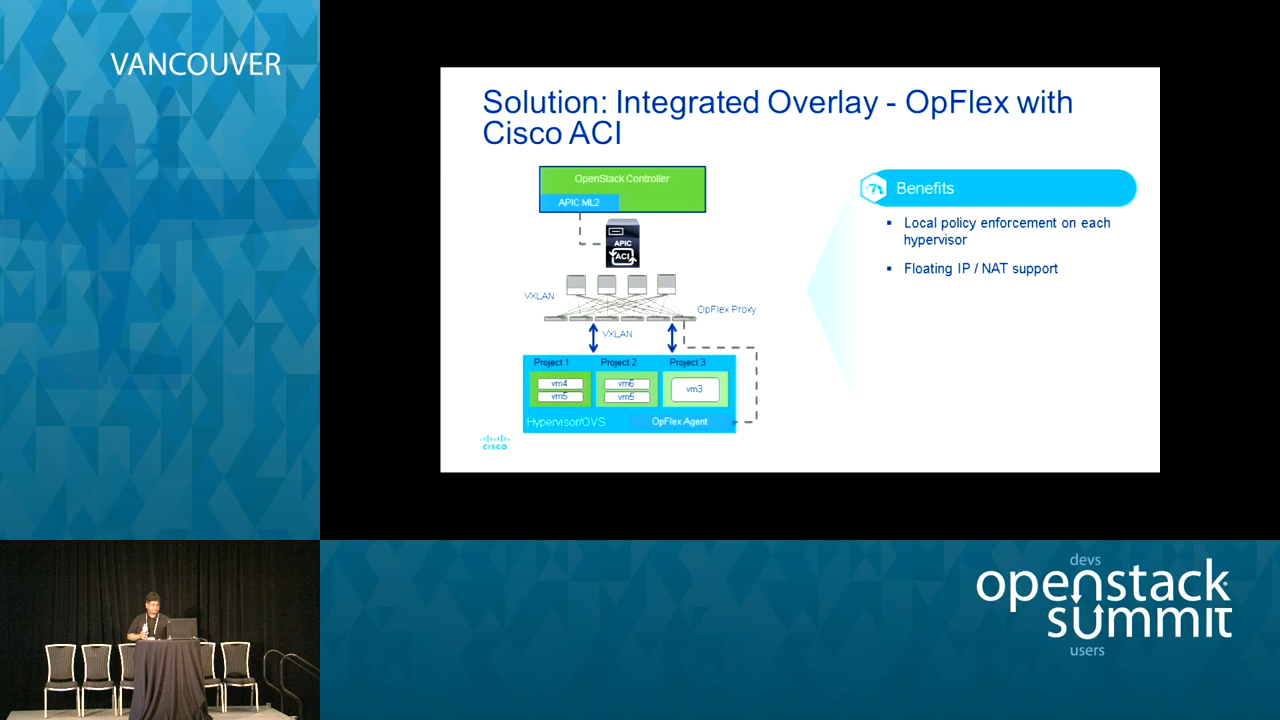 VANCOUVER
Solution: Integrated Overlay - OpFlex with
Cisco ACI
OpenStack Controller
APIC ML2
APIC
ACI
VXLAN
OpFlex Proxy
VXLAN
Project 1
Project 2
Project 3
vm4
vm5
vm6
vm5
vm3
Hypervisor/OVS
OpFlex Agent
CISCO
Benefits
▪ Local policy enforcement on each
hypervisor
▪ Floating IP / NAT support
devs
openstack
summit
users